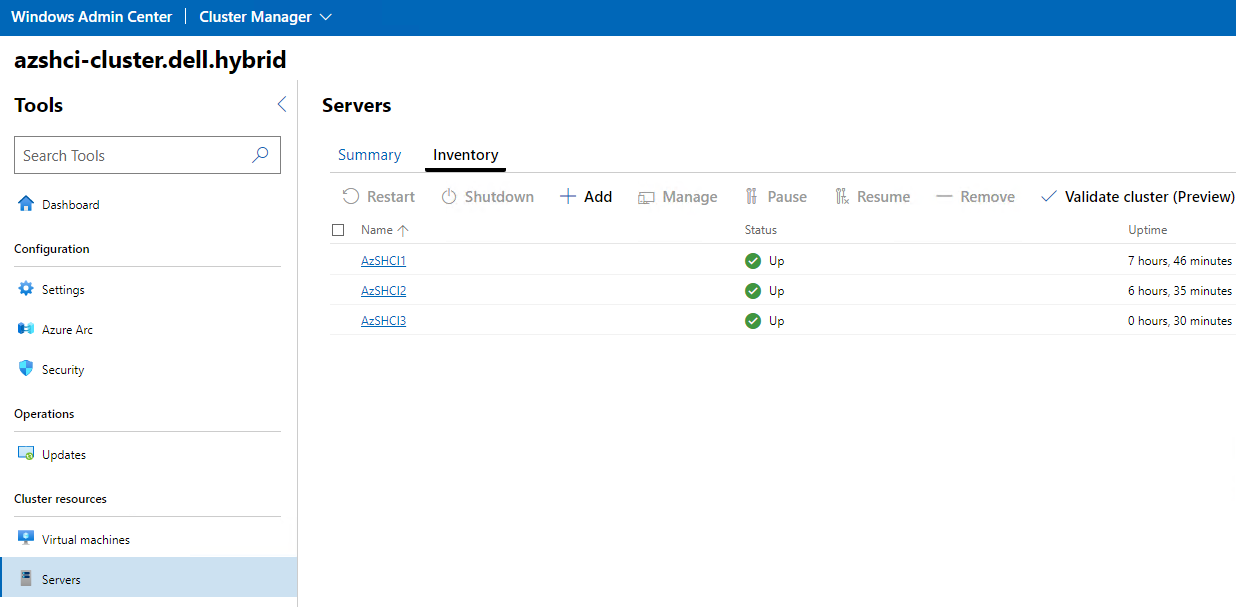 Windows Admin Center | Cluster Manager
azshci-cluster.dell.hybrid
Tools
Search Tools
Dashboard
Configuration
Settings
Azure Arc
Security
Operations
Updates
Cluster resources
Virtual machines
Servers
Servers
Summary Inventory
Restart Shutdown Add Manage Pause Resume Remove Validate cluster (Preview)
Name Status Uptime
AzSHCI1 Up 7 hours, 46 minutes
AzSHCI2 Up 6 hours, 35 minutes
AzSHCI3 Up 0 hours, 30 minutes